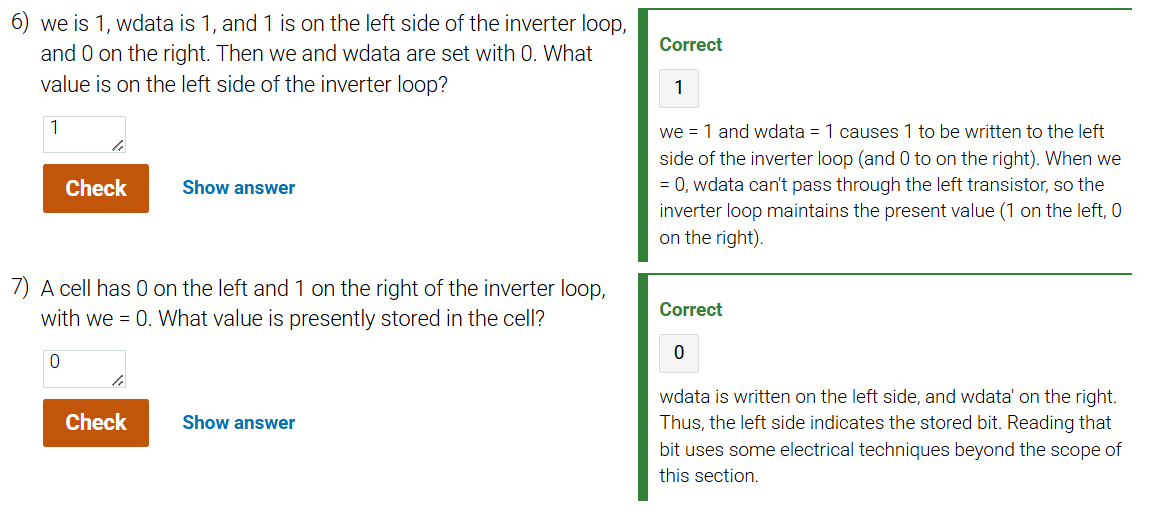 6) we is 1, wdata is 1, and 1 is on the left side of the inverter loop,
and 0 on the right. Then we and wdata are set with 0. What
value is on the left side of the inverter loop?
1
Check
Show answer
Correct
1
we = 1 and wdata = 1 causes 1 to be written to the left
side of the inverter loop (and 0 to on the right). When we
= 0, wdata can't pass through the left transistor, so the
inverter loop maintains the present value (1 on the left, 0
on the right).
7) A cell has 0 on the left and 1 on the right of the inverter loop,
with we = 0. What value is presently stored in the cell?
0
Check
Show answer
Correct
0
wdata is written on the left side, and wdata' on the right.
Thus, the left side indicates the stored bit. Reading that
bit uses some electrical techniques beyond the scope of
this section.